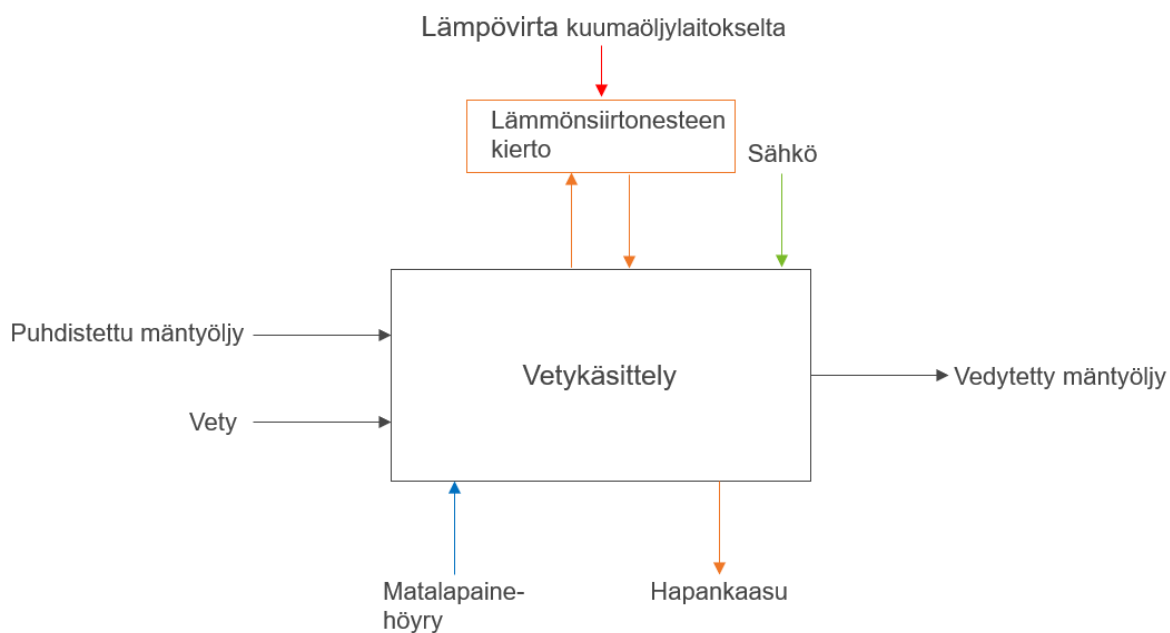 Lämpövirta kuumaöljylaitokselta
Lämmönsiirtonesteen
kierto
Sähkö
Puhdistettu mäntyöljy
Vetykäsittely
Vedytetty mäntyöljy
Vety
Matalapaine-
höyry
Hapankaasu